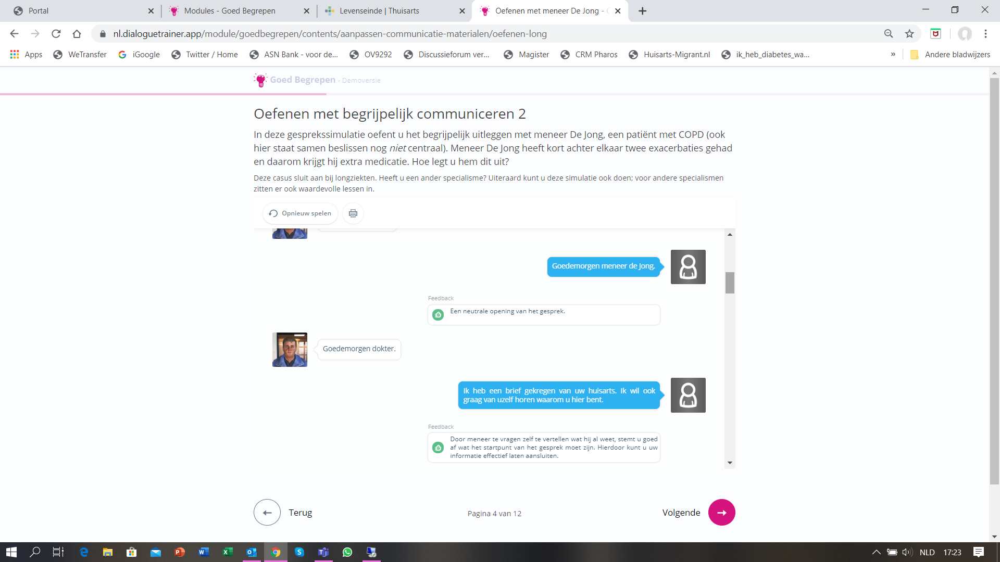 Portal
Modules - Goed Begrepen
Levenseinde | Thuisarts
Oefenen met meneer De Jong -
nl.dialoguetrainer.app/module/goedbegrepen/contents/aanpassen-communicatie-materialen/oefenen-long
Apps
WeTransfer
iGoogle
Twitter / Home
ASN Bank - voor de...
OV9292
Discussieforum ver...
Magister
CRM Pharos
Huisarts-Migrant.nl
ik_heb_diabetes_wa...
»
Andere bladwijzers
Goed Begrepen - Demoversie
Oefenen met begrijpelijk communiceren 2
In deze gesprekssimulatie oefent u het begrijpelijk uitleggen met meneer De Jong, een patiënt met COPD (ook
hier staat samen beslissen nog niet centraal). Meneer De Jong heeft kort achter elkaar twee exacerbaties gehad
en daarom krijgt hij extra medicatie. Hoe legt u hem dit uit?
Deze casus sluit aan bij longziekten. Heeft u een ander specialisme? Uiteraard kunt u deze simulatie ook doen; voor andere specialismen
zitten er ook waardevolle lessen in.
Opnieuw spelen
Goedemorgen meneer de Jong.
Feedback
Een neutrale opening van het gesprek.
Goedemorgen dokter.
Ik heb een brief gekregen van uw huisarts. Ik wil ook
graag van uzelf horen waarom u hier bent.
Feedback
Door meneer te vragen zelf te vertellen wat hij al weet, stemt u goed
af wat het startpunt van het gesprek moet zijn. Hierdoor kunt u uw
informatie effectief laten aansluiten.
Terug
Pagina 4 van 12
Volgende
NLD
17:23